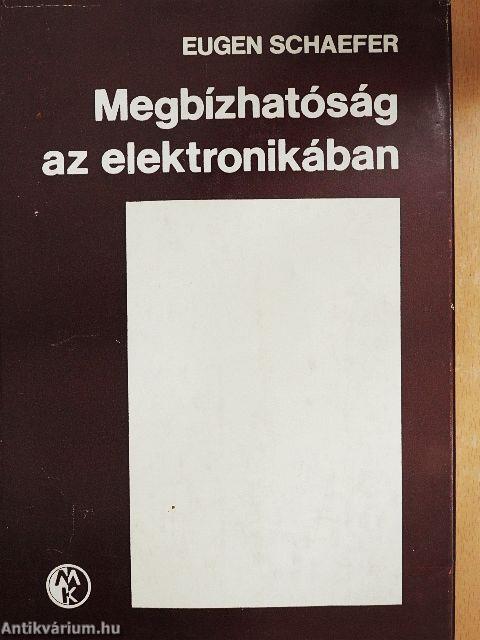 EUGEN SCHAEFER
Megbízhatóság
az elektronikában
MK
Antikvárium.hu